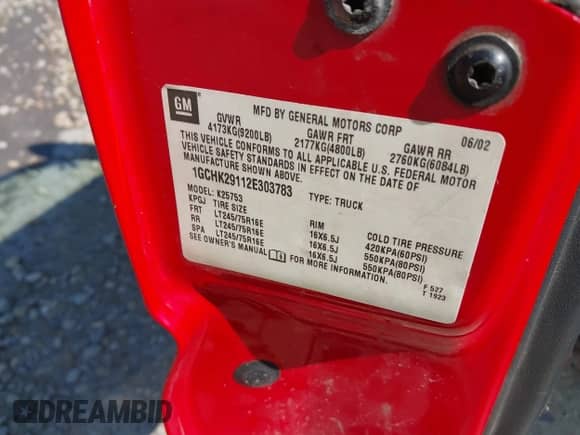 GM
MFD BY GENERAL MOTORS CORP 06/02
GVWR GAWR FRT GAWR RR
4173KG(9200LB) 2177KG(4800LB) 2760KG(6084LB)
THIS VEHICLE CONFORMS TO ALL APPLICABLE U.S. FEDERAL MOTOR
VEHICLE SAFETY STANDARDS IN EFFECT ON THE DATE OF
MANUFACTURE SHOWN ABOVE.
1GCHK29112E303783 TYPE: TRUCK
MODEL: K25753
KPGJ TIRE SIZE RIM COLD TIRE PRESSURE
FRT LT245/75R16E 16X6.5J 420KPA(60PSI)
RR LT245/75R16E 16X6.5J 550KPA(80PSI)
SPA LT245/75R16E 16X6.5J 550KPA(80PSI)
SEE OWNER'S MANUAL FOR MORE INFORMATION.
F 527
T 1923
DREAMBID